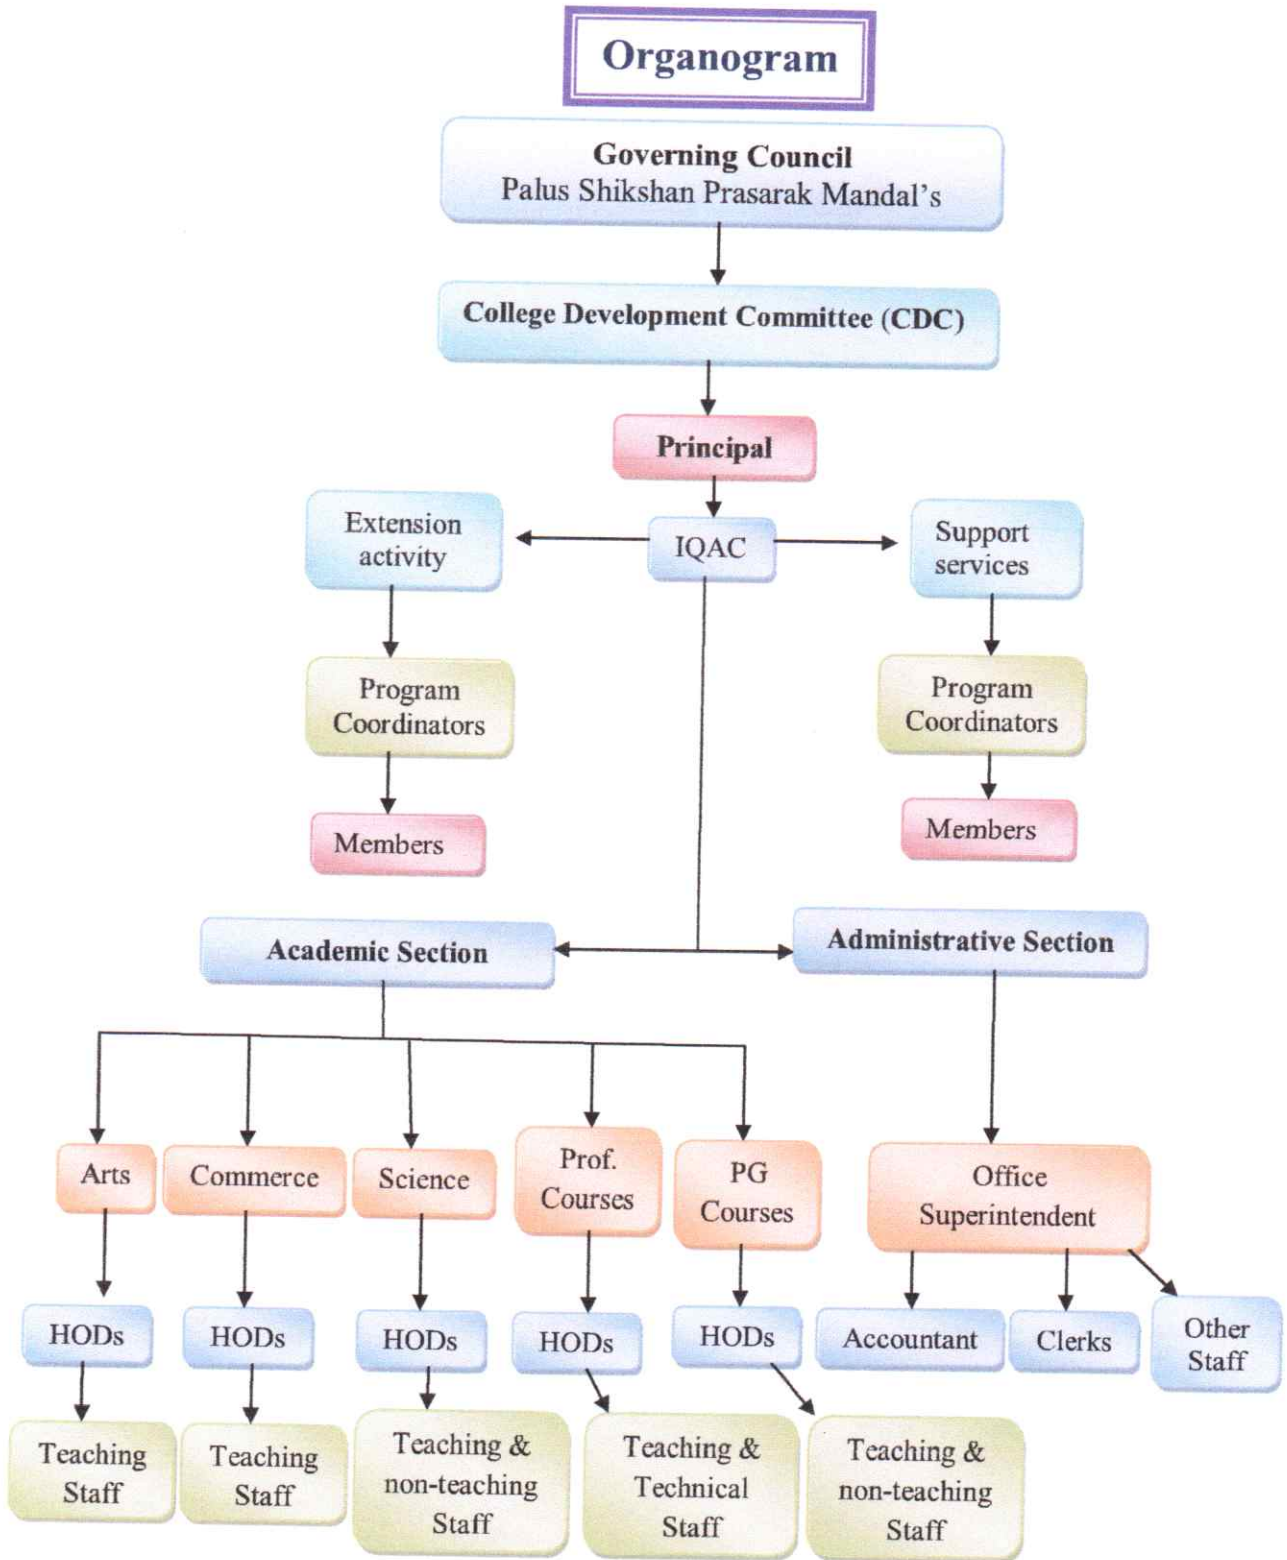 Organogram
Governing Council
Palus Shikshan Prasarak Mandal's
College Development Committee (CDC)
Principal
Extension
activity
IQAC
Support
services
Program
Coordinators
Program
Coordinators
Members
Members
Academic Section
Administrative Section
Arts
Commerce
Science
Prof.
Courses
PG
Courses
Office
Superintendent
HODs
HODs
HODs
HODs
HODs
Accountant
Clerks
Other
Staff
Teaching
Staff
Teaching
Staff
Teaching &
non-teaching
Staff
Teaching &
Technical
Staff
Teaching &
non-teaching
Staff